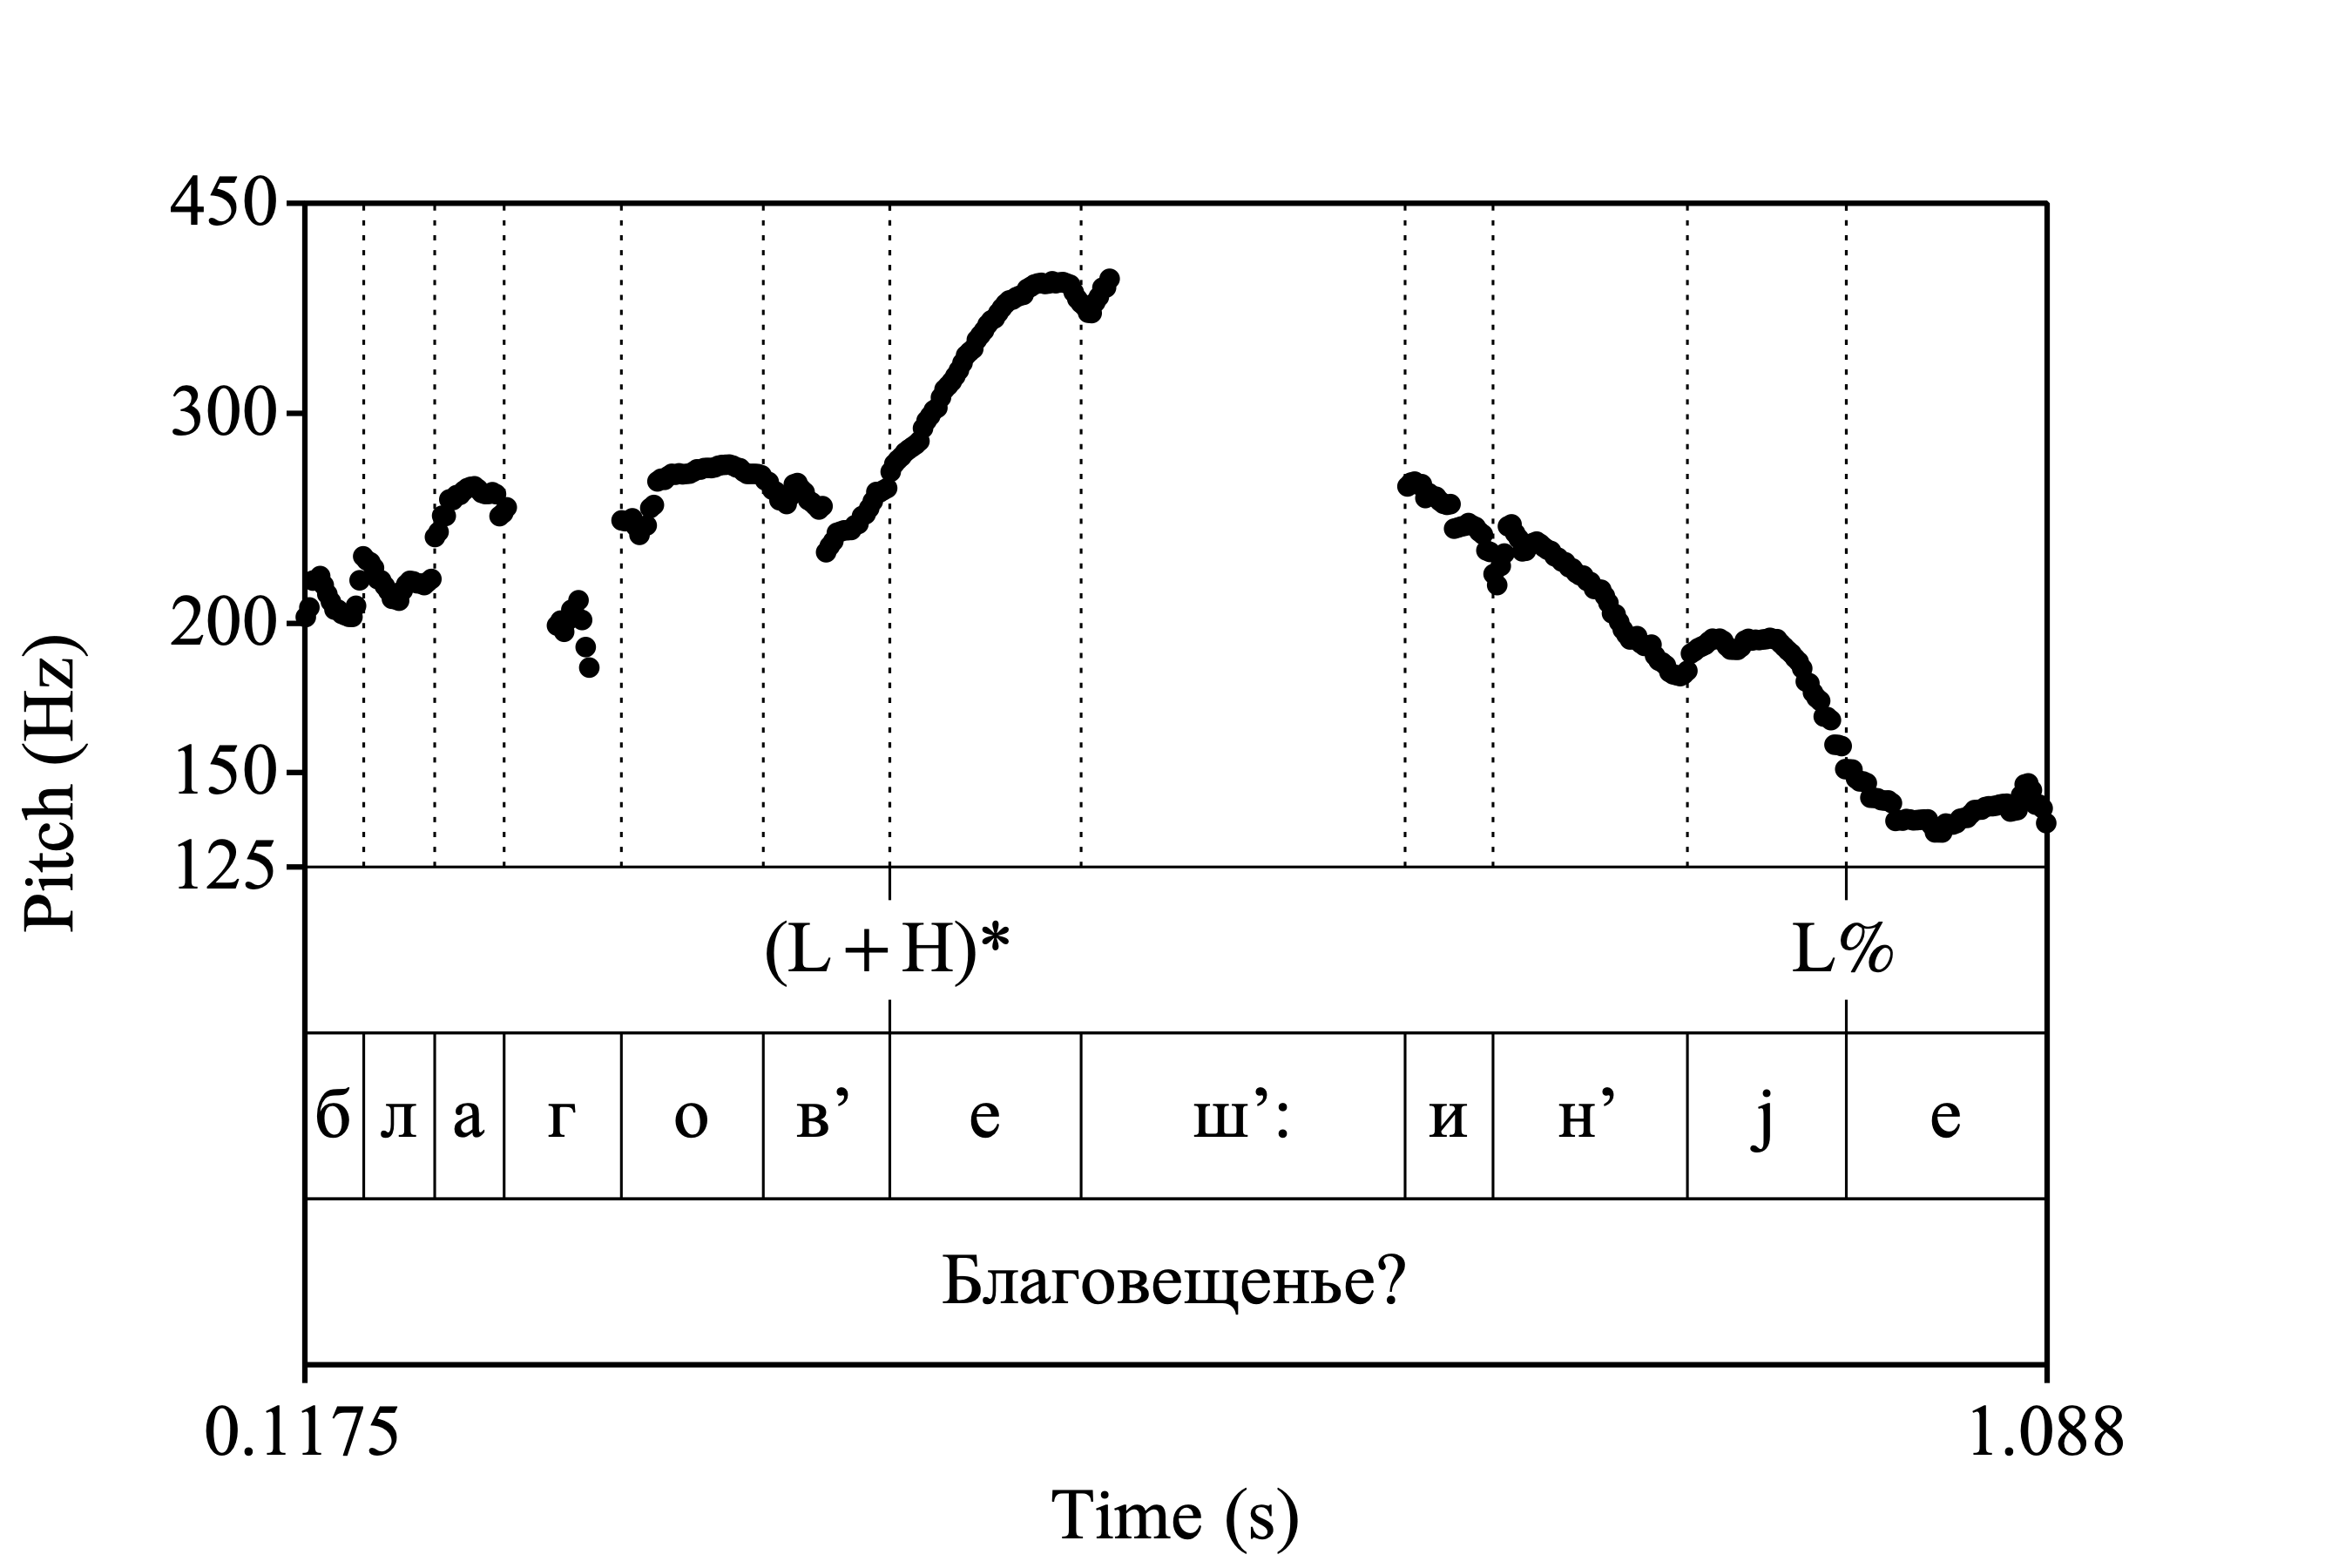 450
300
200
150
125
Pitch (Hz)
(L + H)* L%
б л а г о в’ е ш’: и н’ j е
Благовещенье?
0.1175 1.088
Time (s)